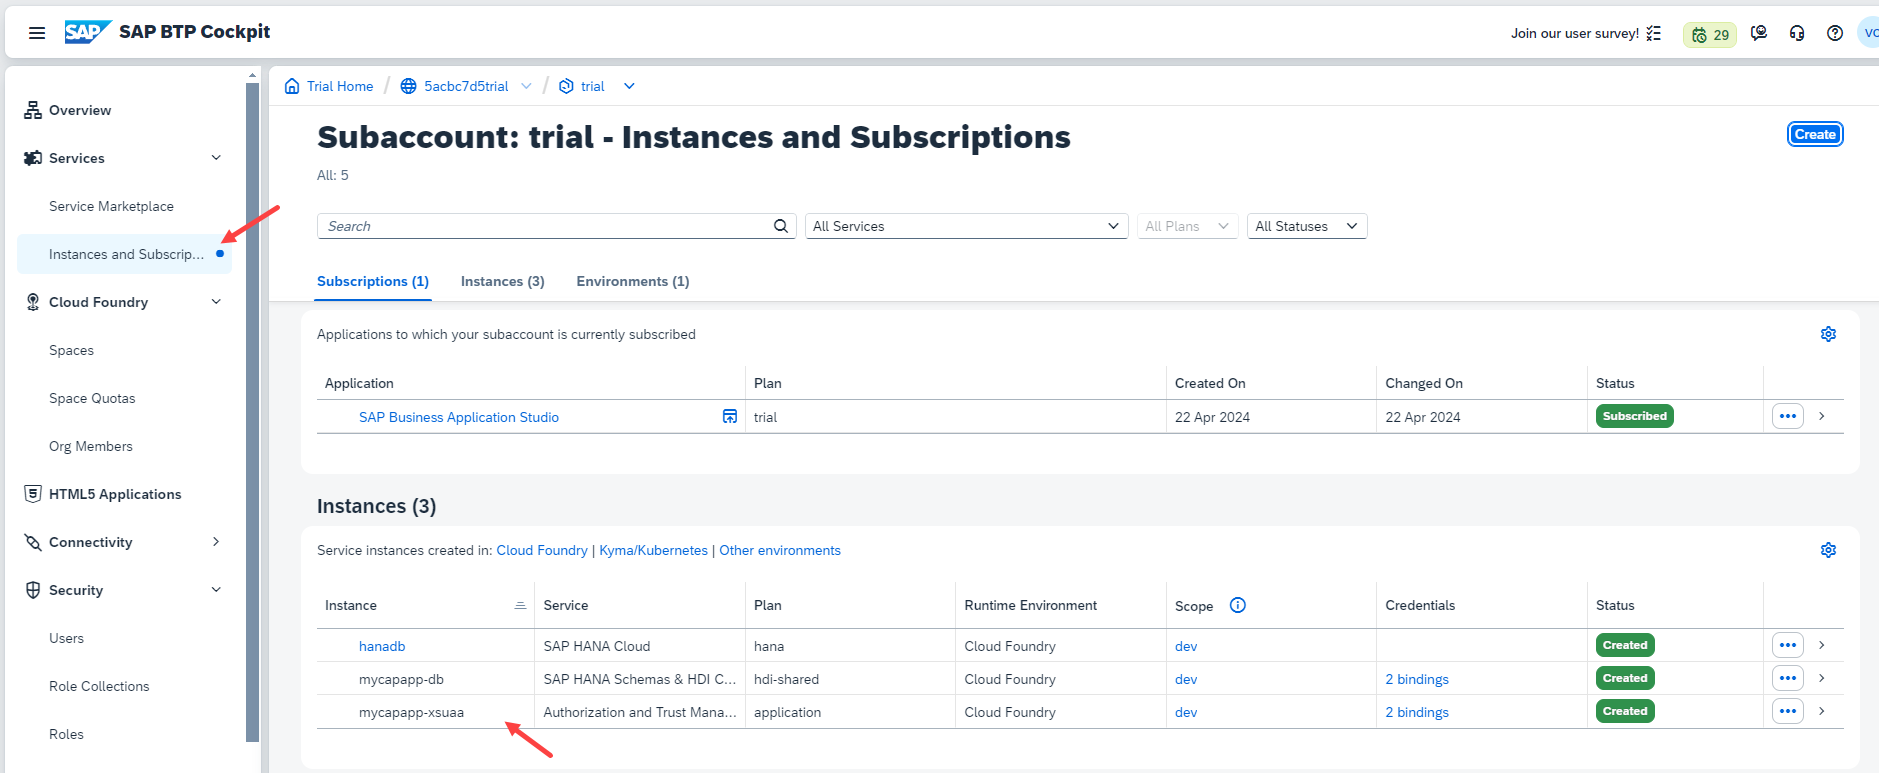 SAP SAP BTP Cockpit
Join our user survey!
29
Overview
Services
Service Marketplace
Instances and Subscrip...
Cloud Foundry
Spaces
Space Quotas
Org Members
HTML5 Applications
Connectivity
Security
Users
Role Collections
Roles
Trial Home / 5acbc7d5trial / trial
Subaccount: trial - Instances and Subscriptions
Create
All: 5
Search
All Services
All Plans
All Statuses
Subscriptions (1) Instances (3) Environments (1)
Applications to which your subaccount is currently subscribed
Application Plan Created On Changed On Status
SAP Business Application Studio trial 22 Apr 2024 22 Apr 2024 Subscribed
Instances (3)
Service instances created in: Cloud Foundry | Kyma/Kubernetes | Other environments
Instance Service Plan Runtime Environment Scope Credentials Status
hanadb SAP HANA Cloud hana Cloud Foundry dev Created
mycapapp-db SAP HANA Schemas & HDI C... hdi-shared Cloud Foundry dev 2 bindings Created
mycapapp-xsuaa Authorization and Trust Mana... application Cloud Foundry dev 2 bindings Created